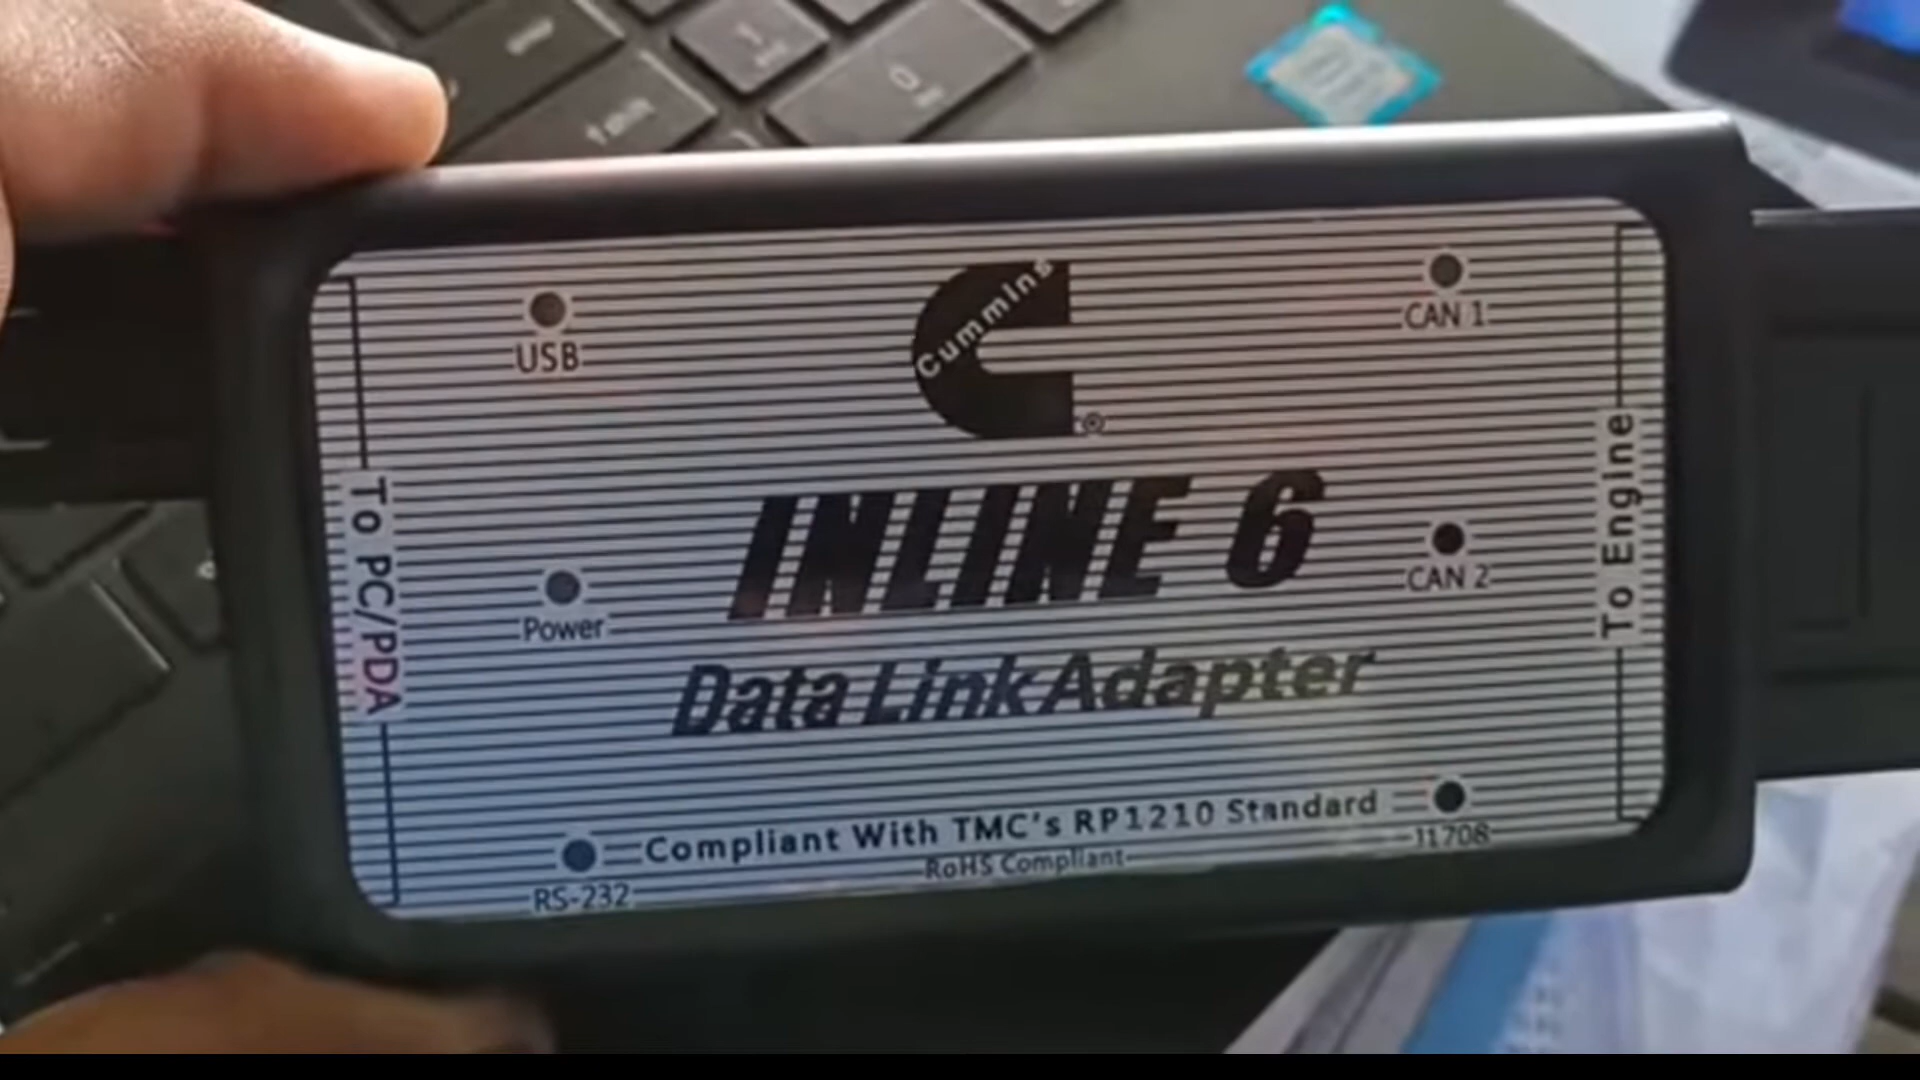 Cummins
®
USB
CAN 1
To PC/PDA
To Engine
INLINE 6
CAN 2
Power
Data Link Adapter
Compliant With TMC's RP1210 Standard
J1708
RoHS Compliant
RS-232